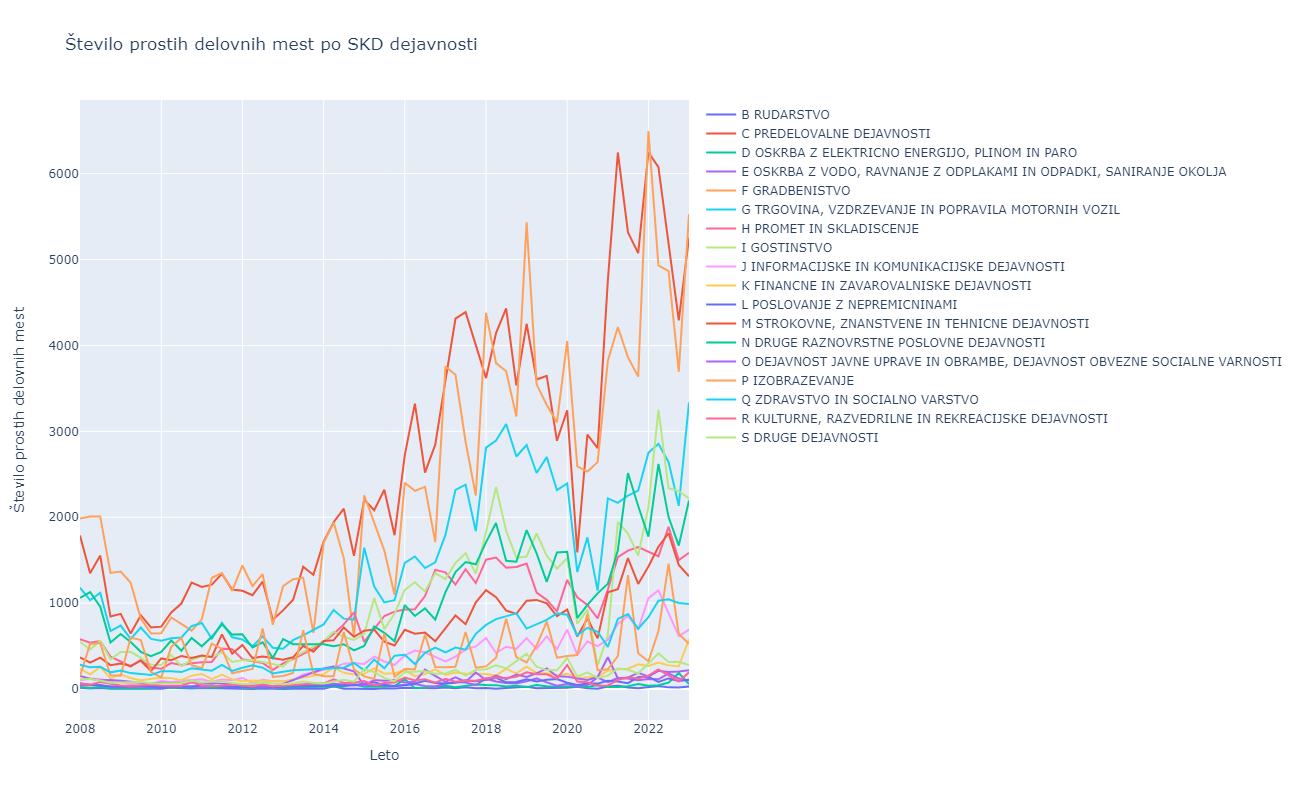 Število prostih delovnih mest po SKD dejavnosti
Število prostih delovnih mest
6000
5000
4000
3000
2000
1000
0
2008
2010
2012
2014
2016
2018
2020
2022
Leto
B RUDARSTVO
C PREDELOVALNE DEJAVNOSTI
D OSKRBA Z ELEKTRICNO ENERGIJO, PLINOM IN PARO
E OSKRBA Z VODO, RAVNANJE Z ODPLAKAMI IN ODPADKI, SANIRANJE OKOLJA
F GRADBENISTVO
G TRGOVINA, VZDRZEVANJE IN POPRAVILA MOTORNIH VOZIL
H PROMET IN SKLADISCENJE
I GOSTINSTVO
J INFORMACIJSKE IN KOMUNIKACIJSKE DEJAVNOSTI
K FINANCNE IN ZAVAROVALNISKE DEJAVNOSTI
L POSLOVANJE Z NEPREMICNINAMI
M STROKOVNE, ZNANSTVENE IN TEHNICNE DEJAVNOSTI
N DRUGE RAZNOVRSTNE POSLOVNE DEJAVNOSTI
O DEJAVNOST JAVNE UPRAVE IN OBRAMBE, DEJAVNOST OBVEZNE SOCIALNE VARNOSTI
P IZOBRAZEVANJE
Q ZDRAVSTVO IN SOCIALNO VARSTVO
R KULTURNE, RAZVEDRILNE IN REKREACIJSKE DEJAVNOSTI
S DRUGE DEJAVNOSTI